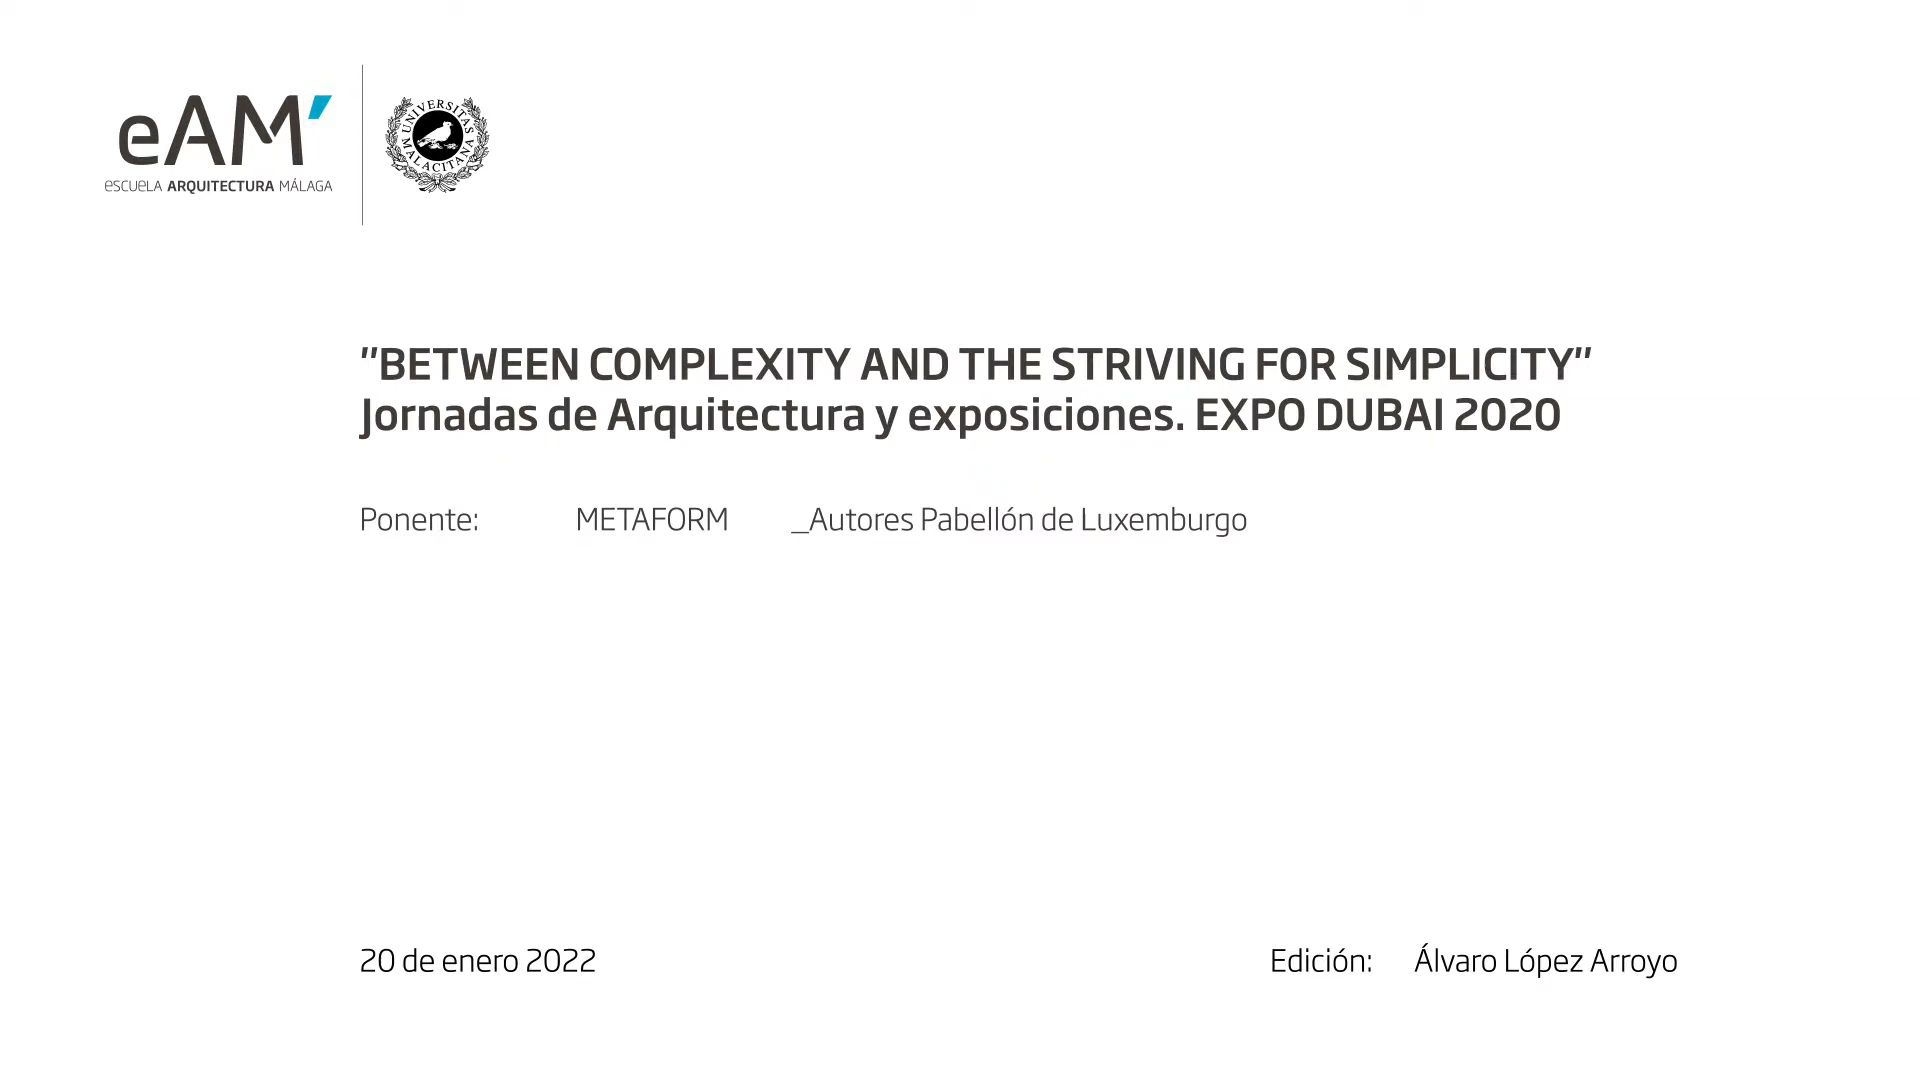 eAM'
eSCUeLA ARQUITECTURA MÁLAGA
UNIVERSITAS
MALACITANA
"BETWEEN COMPLEXITY AND THE STRIVING FOR SIMPLICITY"
Jornadas de Arquitectura y exposiciones. EXPO DUBAI 2020
Ponente: METAFORM _Autores Pabellón de Luxemburgo
20 de enero 2022 Edición: Álvaro López Arroyo